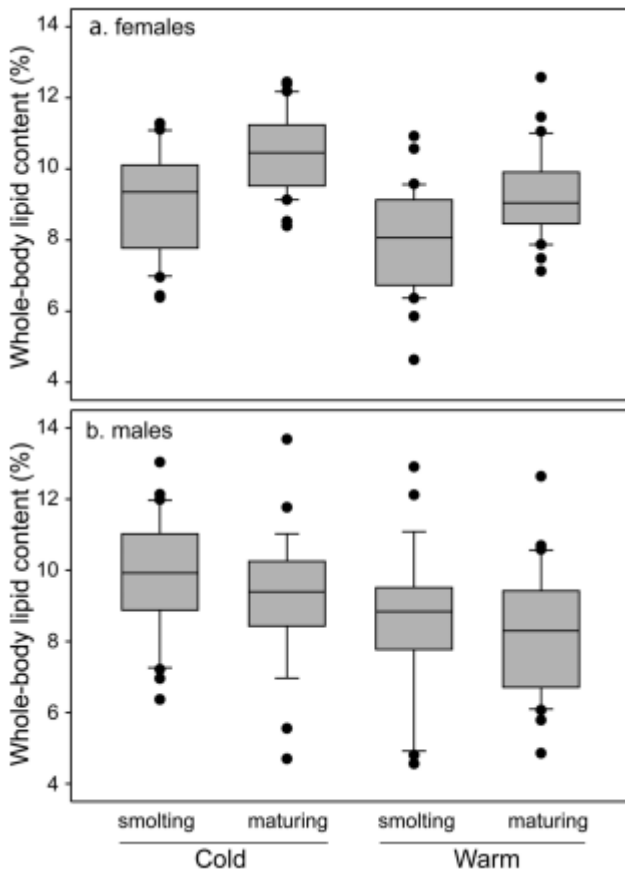 a. females
Whole-body lipid content (%)
14
12
10
8
6
4
b. males
Whole-body lipid content (%)
14
12
10
8
6
4
smolting maturing smolting maturing
Cold Warm